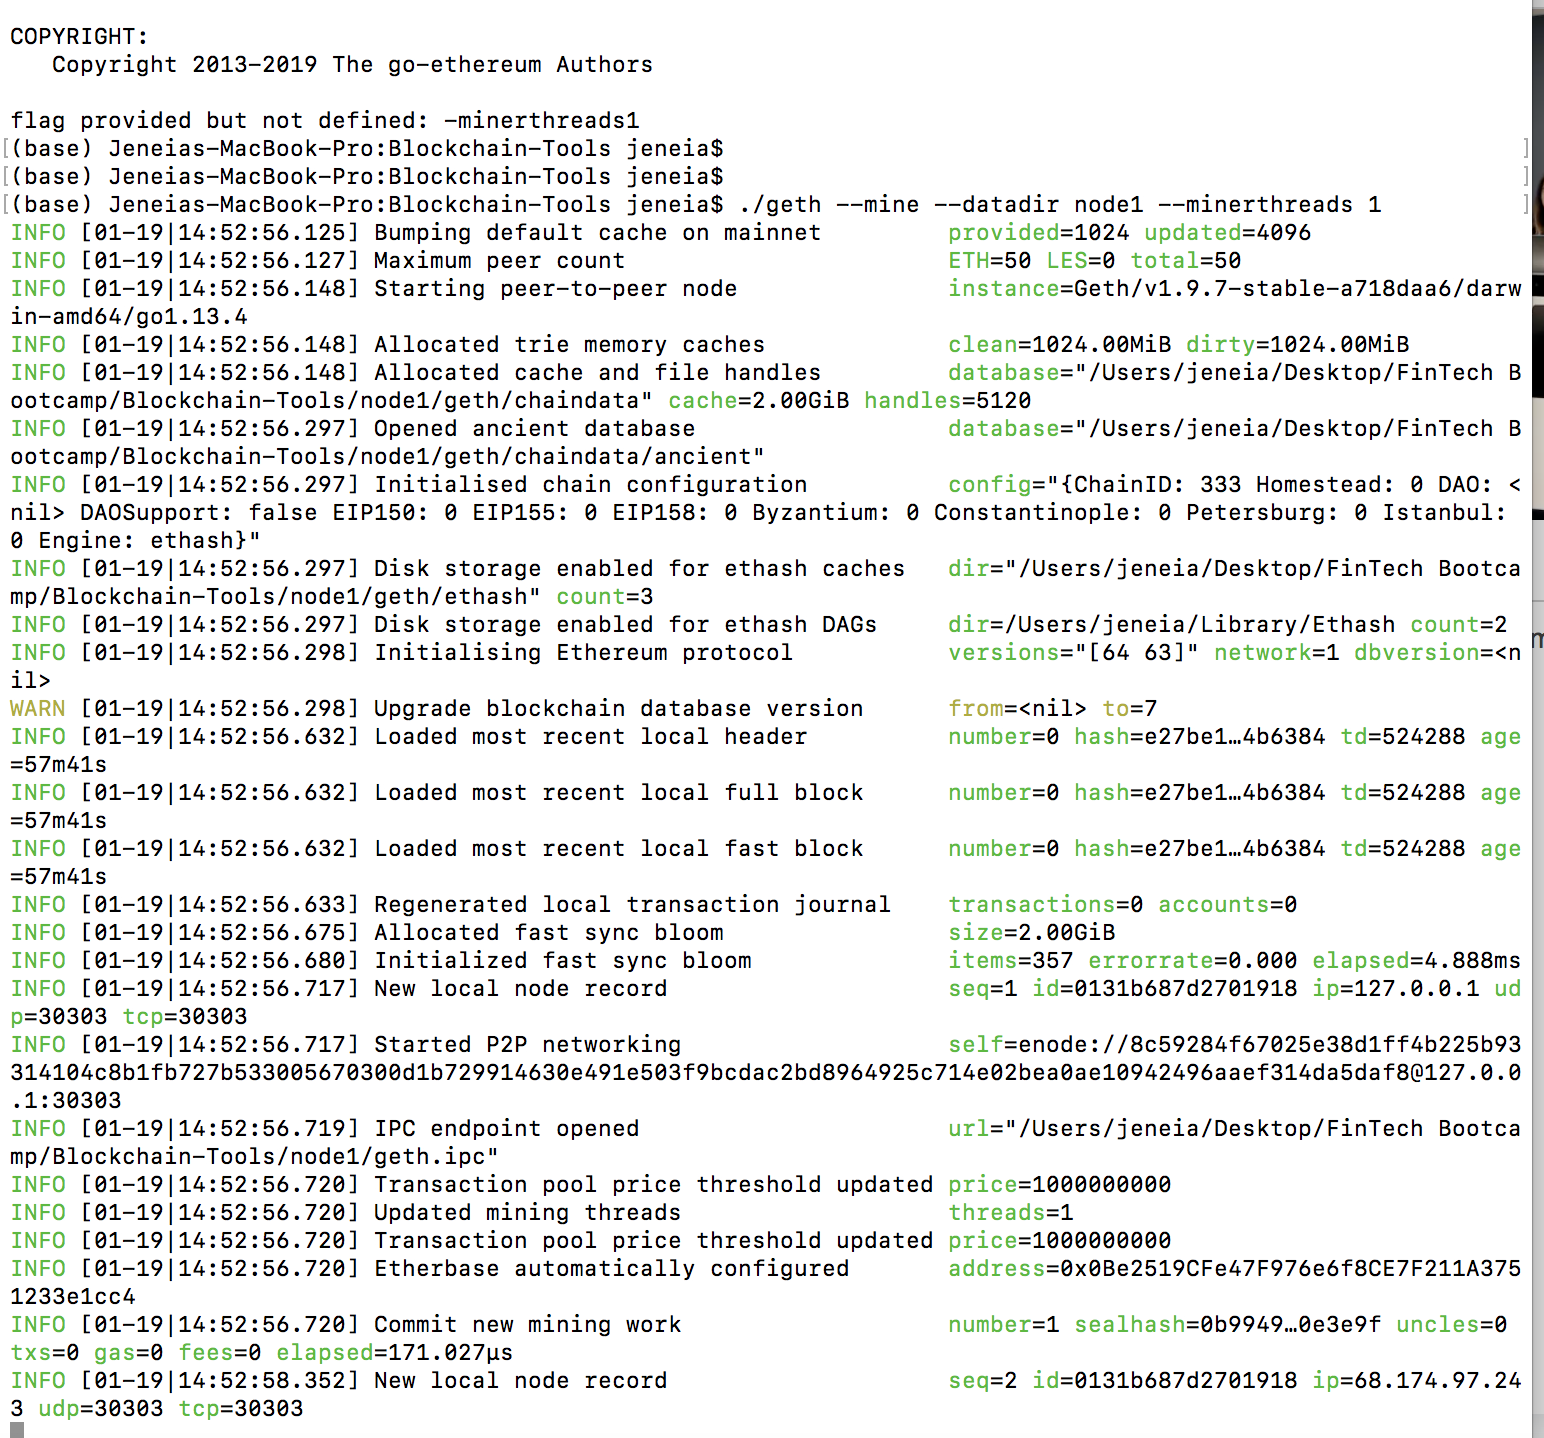 COPYRIGHT:
Copyright 2013-2019 The go-ethereum Authors
flag provided but not defined: -minerthreads1
[(base) Jeneias-MacBook-Pro:Blockchain-Tools jeneia$ ]
[(base) Jeneias-MacBook-Pro:Blockchain-Tools jeneia$ ]
[(base) Jeneias-MacBook-Pro:Blockchain-Tools jeneia$ ./geth --mine --datadir node1 --minerthreads 1 ]
INFO [01-19|14:52:56.125] Bumping default cache on mainnet provided=1024 updated=4096
INFO [01-19|14:52:56.127] Maximum peer count ETH=50 LES=0 total=50
INFO [01-19|14:52:56.148] Starting peer-to-peer node instance=Geth/v1.9.7-stable-a718daa6/darw
in-amd64/go1.13.4
INFO [01-19|14:52:56.148] Allocated trie memory caches clean=1024.00MiB dirty=1024.00MiB
INFO [01-19|14:52:56.148] Allocated cache and file handles database="/Users/jeneia/Desktop/FinTech B
ootcamp/Blockchain-Tools/node1/geth/chaindata" cache=2.00GiB handles=5120
INFO [01-19|14:52:56.297] Opened ancient database database="/Users/jeneia/Desktop/FinTech B
ootcamp/Blockchain-Tools/node1/geth/chaindata/ancient"
INFO [01-19|14:52:56.297] Initialised chain configuration config="{ChainID: 333 Homestead: 0 DAO: <
nil> DAOSupport: false EIP150: 0 EIP155: 0 EIP158: 0 Byzantium: 0 Constantinople: 0 Petersburg: 0 Istanbul:
0 Engine: ethash}"
INFO [01-19|14:52:56.297] Disk storage enabled for ethash caches dir="/Users/jeneia/Desktop/FinTech Bootca
mp/Blockchain-Tools/node1/geth/ethash" count=3
INFO [01-19|14:52:56.297] Disk storage enabled for ethash DAGs dir=/Users/jeneia/Library/Ethash count=2
INFO [01-19|14:52:56.298] Initialising Ethereum protocol versions="[64 63]" network=1 dbversion=<n
il>
WARN [01-19|14:52:56.298] Upgrade blockchain database version from=<nil> to=7
INFO [01-19|14:52:56.632] Loaded most recent local header number=0 hash=e27be1…4b6384 td=524288 age
=57m41s
INFO [01-19|14:52:56.632] Loaded most recent local full block number=0 hash=e27be1…4b6384 td=524288 age
=57m41s
INFO [01-19|14:52:56.632] Loaded most recent local fast block number=0 hash=e27be1…4b6384 td=524288 age
=57m41s
INFO [01-19|14:52:56.633] Regenerated local transaction journal transactions=0 accounts=0
INFO [01-19|14:52:56.675] Allocated fast sync bloom size=2.00GiB
INFO [01-19|14:52:56.680] Initialized fast sync bloom items=357 errorrate=0.000 elapsed=4.888ms
INFO [01-19|14:52:56.717] New local node record seq=1 id=0131b687d2701918 ip=127.0.0.1 ud
p=30303 tcp=30303
INFO [01-19|14:52:56.717] Started P2P networking self=enode://8c59284f67025e38d1ff4b225b93
314104c8b1fb727b533005670300d1b729914630e491e503f9bcdac2bd8964925c714e02bea0ae10942496aaef314da5daf8@127.0.0
.1:30303
INFO [01-19|14:52:56.719] IPC endpoint opened url="/Users/jeneia/Desktop/FinTech Bootca
mp/Blockchain-Tools/node1/geth.ipc"
INFO [01-19|14:52:56.720] Transaction pool price threshold updated price=1000000000
INFO [01-19|14:52:56.720] Updated mining threads threads=1
INFO [01-19|14:52:56.720] Transaction pool price threshold updated price=1000000000
INFO [01-19|14:52:56.720] Etherbase automatically configured address=0x0Be2519CFe47F976e6f8CE7F211A375
1233e1cc4
INFO [01-19|14:52:56.720] Commit new mining work number=1 sealhash=0b9949…0e3e9f uncles=0
txs=0 gas=0 fees=0 elapsed=171.027µs
INFO [01-19|14:52:58.352] New local node record seq=2 id=0131b687d2701918 ip=68.174.97.24
3 udp=30303 tcp=30303